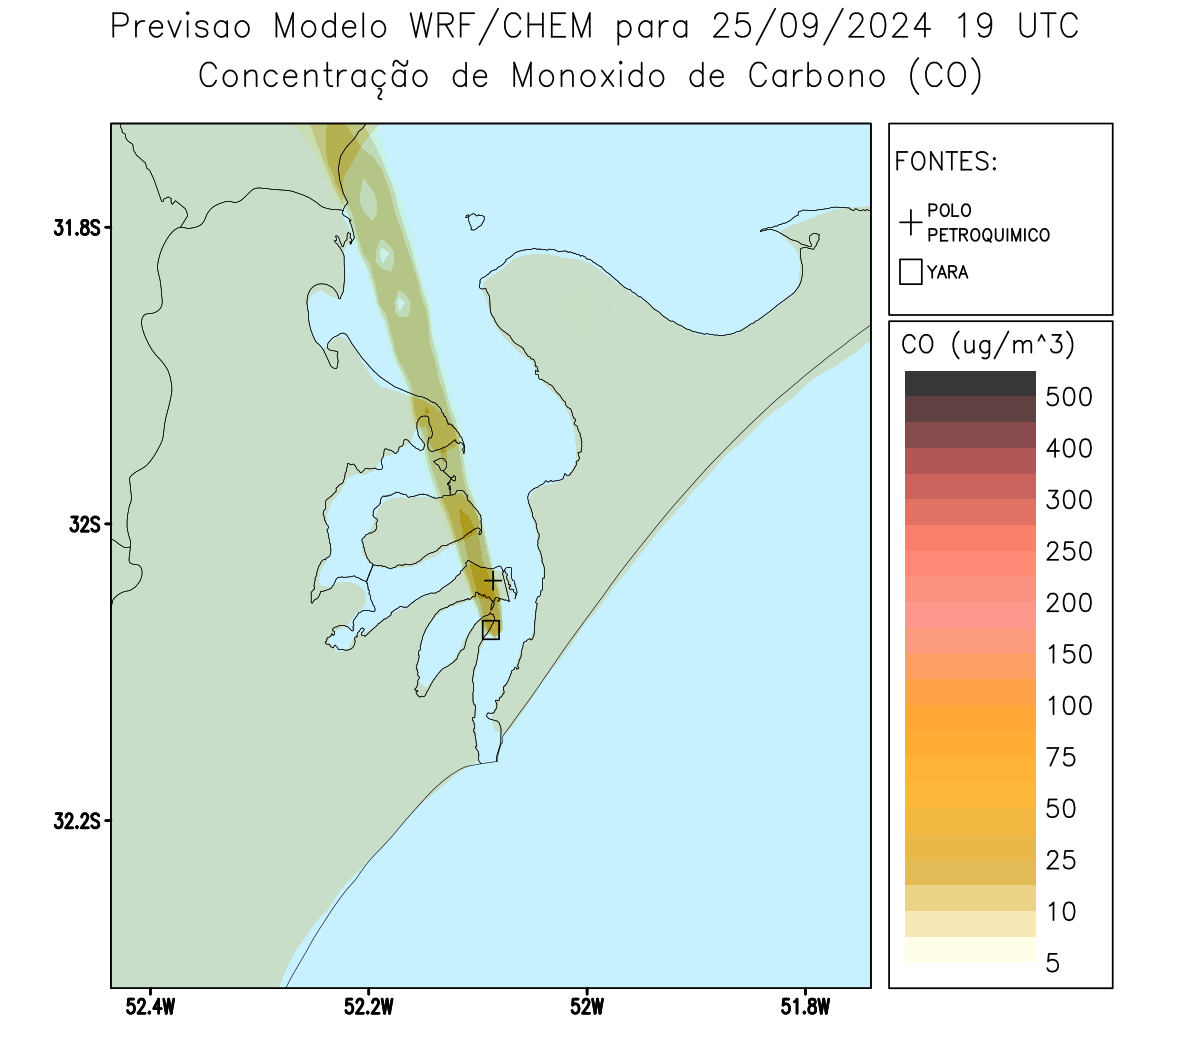 Previsao Modelo WRF/CHEM para 25/09/2024 19 UTC
Concentração de Monoxido de Carbono (CO)
FONTES:
POLO
PETROQUIMICO
YARA
CO (ug/m^3)
500
400
300
250
200
150
100
75
50
25
10
5
31.8S
32S
32.2S
52.4W
52.2W
52W
51.8W